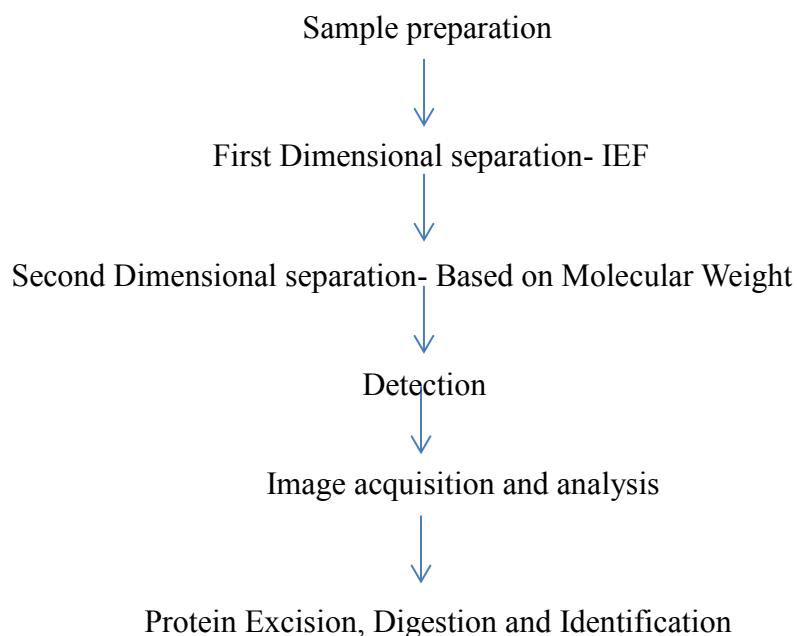 Sample preparation
First Dimensional separation- IEF
Second Dimensional separation- Based on Molecular Weight
Detection
Image acquisition and analysis
Protein Excision, Digestion and Identification